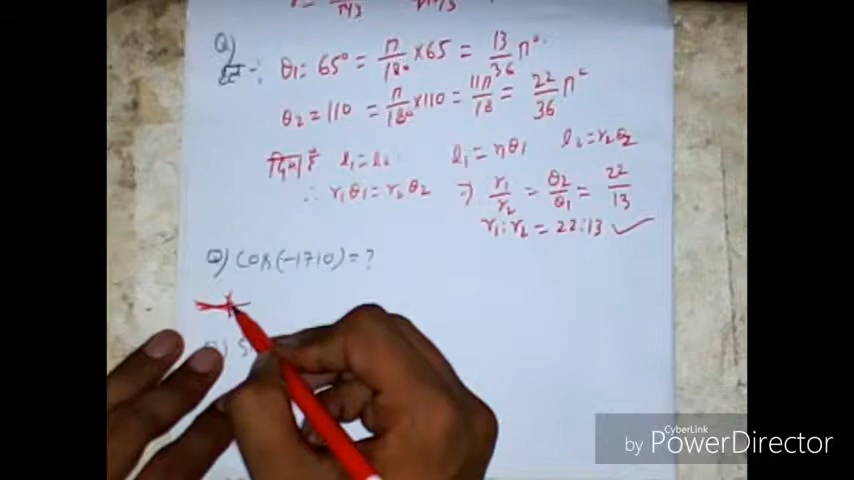 Q)
हल :- θ1 = 65° = π/180 × 65 = 13/36 π^c
θ2 = 110 = π/180 × 110 = 11π/18 = 22/36 π^c
दिया है l1 = l2 l1 = r1θ1 l2 = r2θ2
∴ r1θ1 = r2θ2 ⇒ r1/r2 = θ2/θ1 = 22/13
r1 : r2 = 22 : 13 ✓
Q) cos(-1710) = ?
by CyberLink PowerDirector